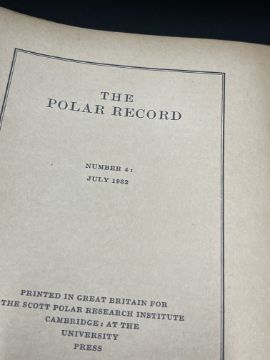 THE
POLAR RECORD
NUMBER 4:
JULY 1932
PRINTED IN GREAT BRITAIN FOR
THE SCOTT POLAR RESEARCH INSTITUTE
CAMBRIDGE: AT THE
UNIVERSITY
PRESS